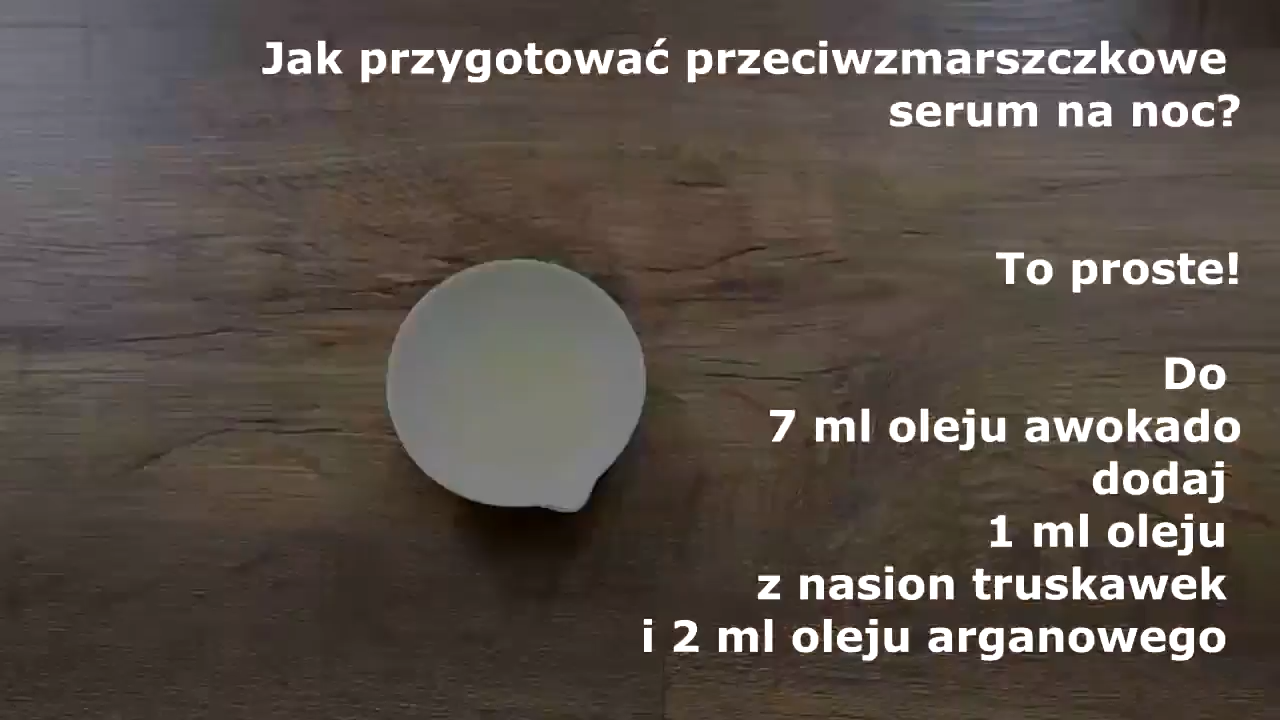 Jak przygotować przeciwzmarszczkowe
serum na noc?
To proste!
Do
7 ml oleju awokado
dodaj
1 ml oleju
z nasion truskawek
i 2 ml oleju arganowego